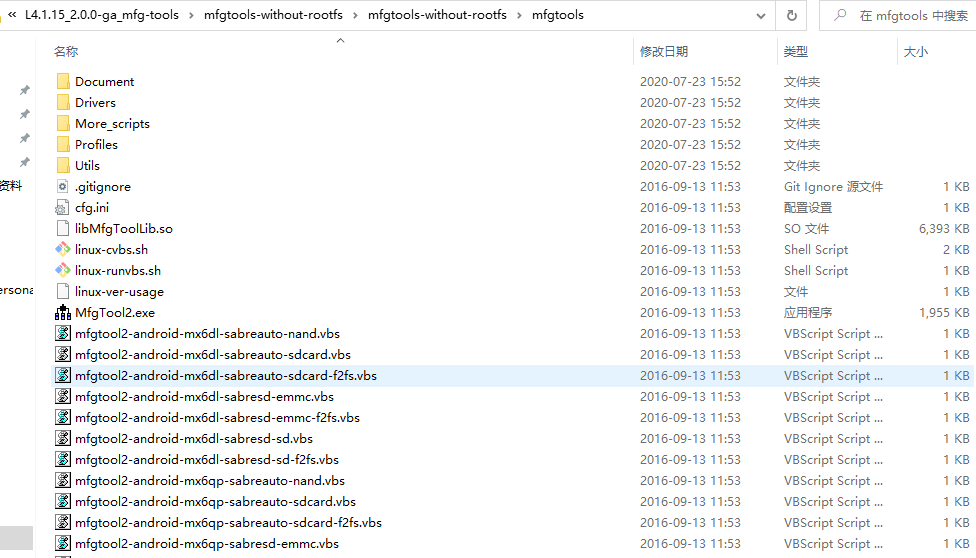 « L4.1.15_2.0.0-ga_mfg-tools > mfgtools-without-rootfs > mfgtools-without-rootfs > mfgtools 在 mfgtools 中搜索
名称 修改日期 类型 大小
Document 2020-07-23 15:52 文件夹
Drivers 2020-07-23 15:52 文件夹
More_scripts 2020-07-23 15:52 文件夹
Profiles 2020-07-23 15:52 文件夹
Utils 2020-07-23 15:52 文件夹
资料 .gitignore 2016-09-13 11:53 Git Ignore 源文件 1 KB
cfg.ini 2016-09-13 11:53 配置设置 1 KB
libMfgToolLib.so 2016-09-13 11:53 SO 文件 6,393 KB
linux-cvbs.sh 2016-09-13 11:53 Shell Script 2 KB
linux-runvbs.sh 2016-09-13 11:53 Shell Script 1 KB
ersona linux-ver-usage 2016-09-13 11:53 文件 1 KB
MfgTool2.exe 2016-09-13 11:53 应用程序 1,955 KB
mfgtool2-android-mx6dl-sabreauto-nand.vbs 2016-09-13 11:53 VBScript Script ... 1 KB
mfgtool2-android-mx6dl-sabreauto-sdcard.vbs 2016-09-13 11:53 VBScript Script ... 1 KB
mfgtool2-android-mx6dl-sabreauto-sdcard-f2fs.vbs 2016-09-13 11:53 VBScript Script ... 1 KB
mfgtool2-android-mx6dl-sabresd-emmc.vbs 2016-09-13 11:53 VBScript Script ... 1 KB
mfgtool2-android-mx6dl-sabresd-emmc-f2fs.vbs 2016-09-13 11:53 VBScript Script ... 1 KB
mfgtool2-android-mx6dl-sabresd-sd.vbs 2016-09-13 11:53 VBScript Script ... 1 KB
mfgtool2-android-mx6dl-sabresd-sd-f2fs.vbs 2016-09-13 11:53 VBScript Script ... 1 KB
mfgtool2-android-mx6qp-sabreauto-nand.vbs 2016-09-13 11:53 VBScript Script ... 1 KB
mfgtool2-android-mx6qp-sabreauto-sdcard.vbs 2016-09-13 11:53 VBScript Script ... 1 KB
mfgtool2-android-mx6qp-sabreauto-sdcard-f2fs.vbs 2016-09-13 11:53 VBScript Script ... 1 KB
mfgtool2-android-mx6qp-sabresd-emmc.vbs 2016-09-13 11:53 VBScript Script ... 1 KB